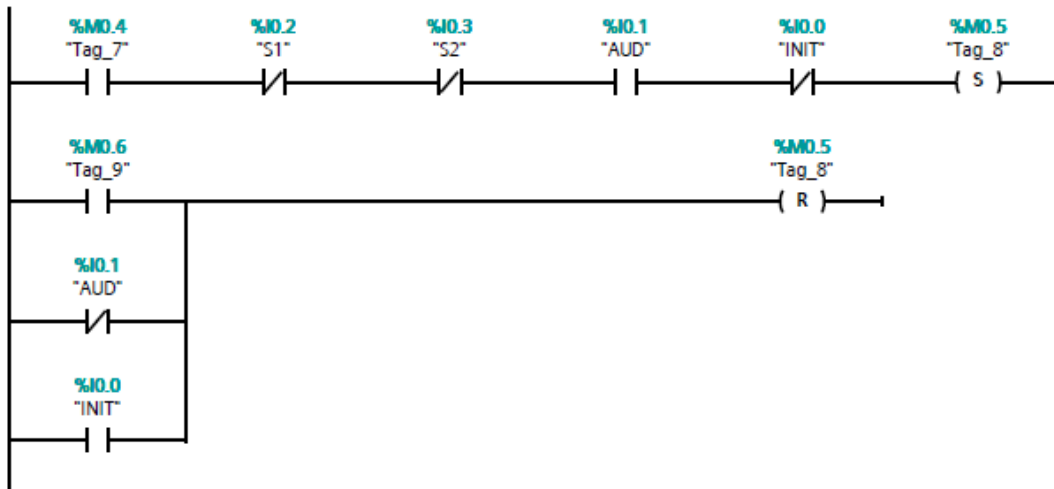 %M0.4 %I0.2 %I0.3 %I0.1 %I0.0 %M0.5
"Tag_7" "S1" "S2" "AUD" "INIT" "Tag_8"
S
%M0.6 %M0.5
"Tag_9" "Tag_8"
R
%I0.1
"AUD"
%I0.0
"INIT"